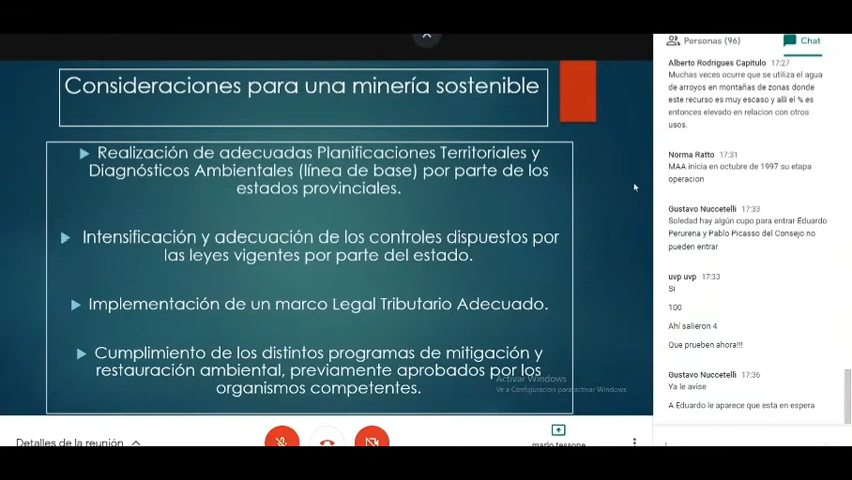 Consideraciones para una minería sostenible
Realización de adecuadas Planificaciones Territoriales y
Diagnósticos Ambientales (línea de base) por parte de los
estados provinciales.
Intensificación y adecuación de los controles dispuestos por
las leyes vigentes por parte del estado.
Implementación de un marco Legal Tributario Adecuado.
Cumplimiento de los distintos programas de mitigación y
restauración ambiental, previamente aprobados por los
organismos competentes.
Activar Windows
Ve a Configuración para activar Windows.
Detalles de la reunión
mario tessone
Personas (96)
Chat
Alberto Rodrigues Capitulo 17:27
Muchas veces ocurre que se utiliza el agua
de arroyos en montañas de zonas donde
este recurso es muy escaso y alli el % es
entonces elevado en relacion con otros
usos.
Norma Ratto 17:31
MAA inicia en octubre de 1997 su etapa
operacion
Gustavo Nuccetelli 17:33
Soledad hay algún cupo para entrar Eduardo
Perurena y Pablo Picasso del Consejo no
pueden entrar
uvp uvp 17:33
Si
100
Ahí salieron 4
Que prueben ahora!!!
Gustavo Nuccetelli 17:36
Ya le avise
A Eduardo le aparece que esta en espera